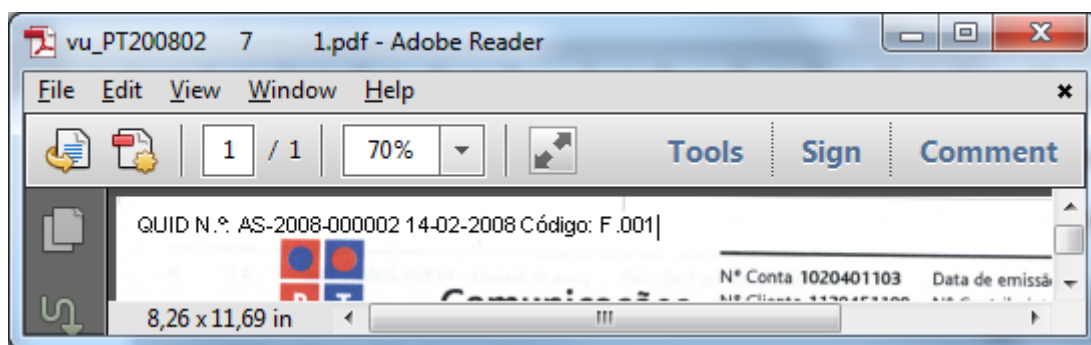 vu_PT200802 7 1.pdf - Adobe Reader
File Edit View Window Help
1 / 1 70% Tools Sign Comment
QUID N.º: AS-2008-000002 14-02-2008 Código: F.001
Nº Conta 1020401103 Data de emissã
P T Comunicações
8,26 x 11,69 in